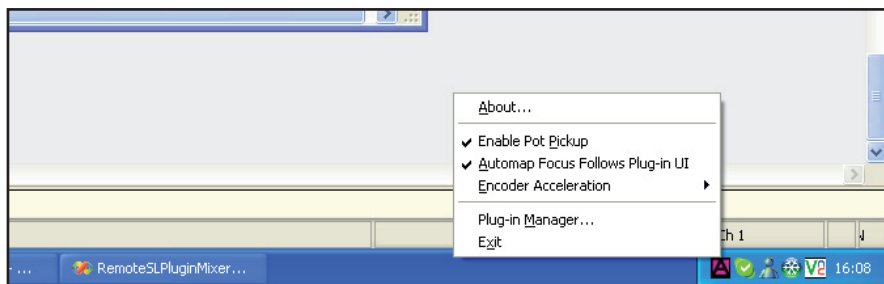 About...
Enable Pot Pickup
Automap Focus Follows Plug-in UI
Encoder Acceleration
Plug-in Manager...
Exit
Ch 1
... RemoteSLPluginMixer... 16:08